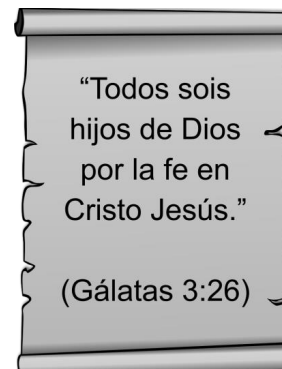 “Todos sois
hijos de Dios
por la fe en
Cristo Jesús.”
(Gálatas 3:26)